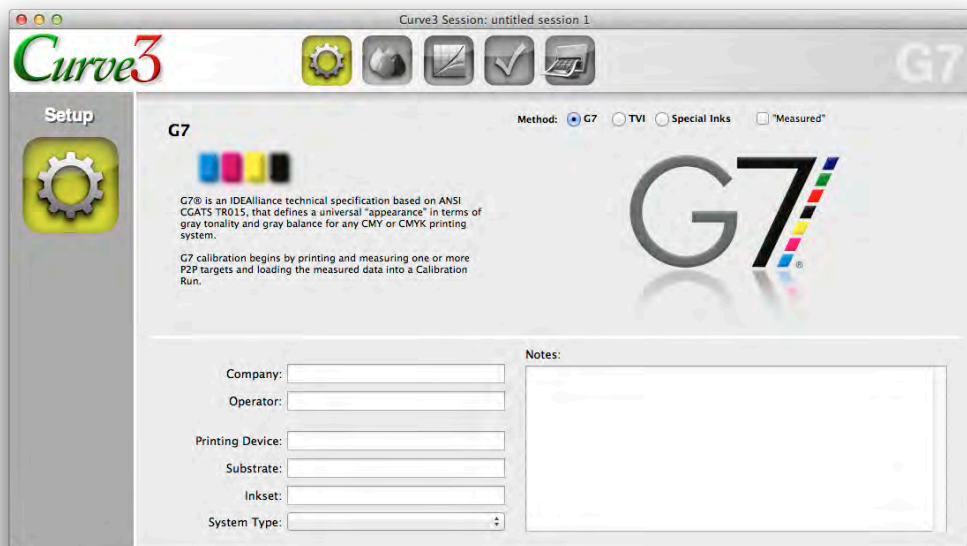 Curve3 Session: untitled session 1
Curve3
G7
Setup
G7
Method: G7 TVI Special Inks "Measured"
G7® is an IDEAlliance technical specification based on ANSI
CGATS TR015, that defines a universal "appearance" in terms of
gray tonality and gray balance for any CMY or CMYK printing
system.
G7 calibration begins by printing and measuring one or more
P2P targets and loading the measured data into a Calibration
Run.
G7®
Company:
Operator:
Printing Device:
Substrate:
Inkset:
System Type:
Notes: